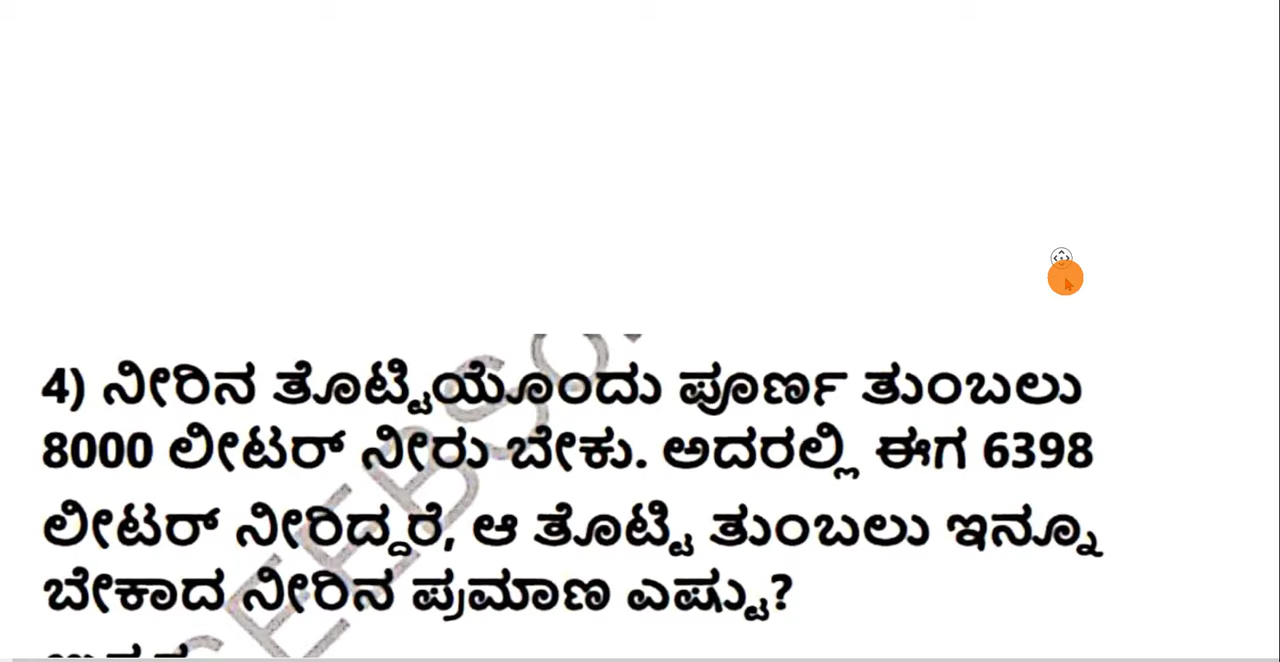 4) ನೀರಿನ ತೊಟ್ಟಿಯೊಂದು ಪೂರ್ಣ ತುಂಬಲು
8000 ಲೀಟರ್ ನೀರು ಬೇಕು. ಅದರಲ್ಲಿ ಈಗ 6398
ಲೀಟರ್ ನೀರಿದ್ದರೆ, ಆ ತೊಟ್ಟಿ ತುಂಬಲು ಇನ್ನೂ
ಬೇಕಾದ ನೀರಿನ ಪ್ರಮಾಣ ಎಷ್ಟು?